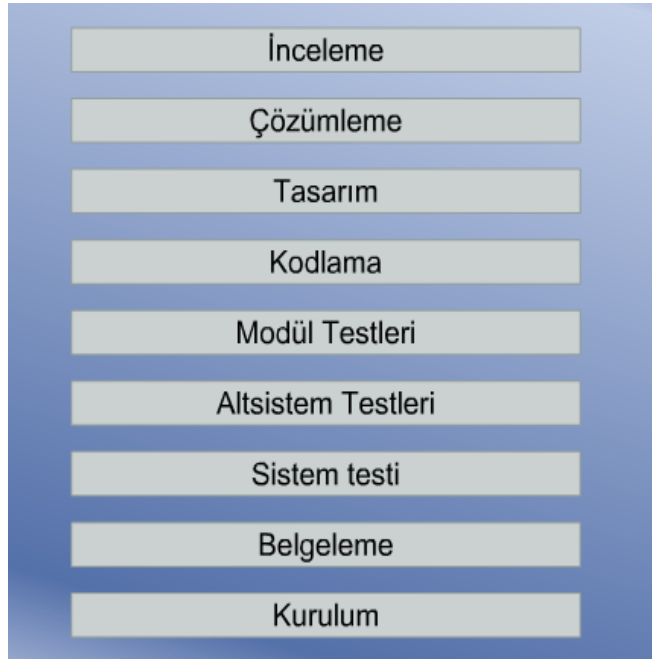 İnceleme
Çözümleme
Tasarım
Kodlama
Modül Testleri
Altsistem Testleri
Sistem testi
Belgeleme
Kurulum